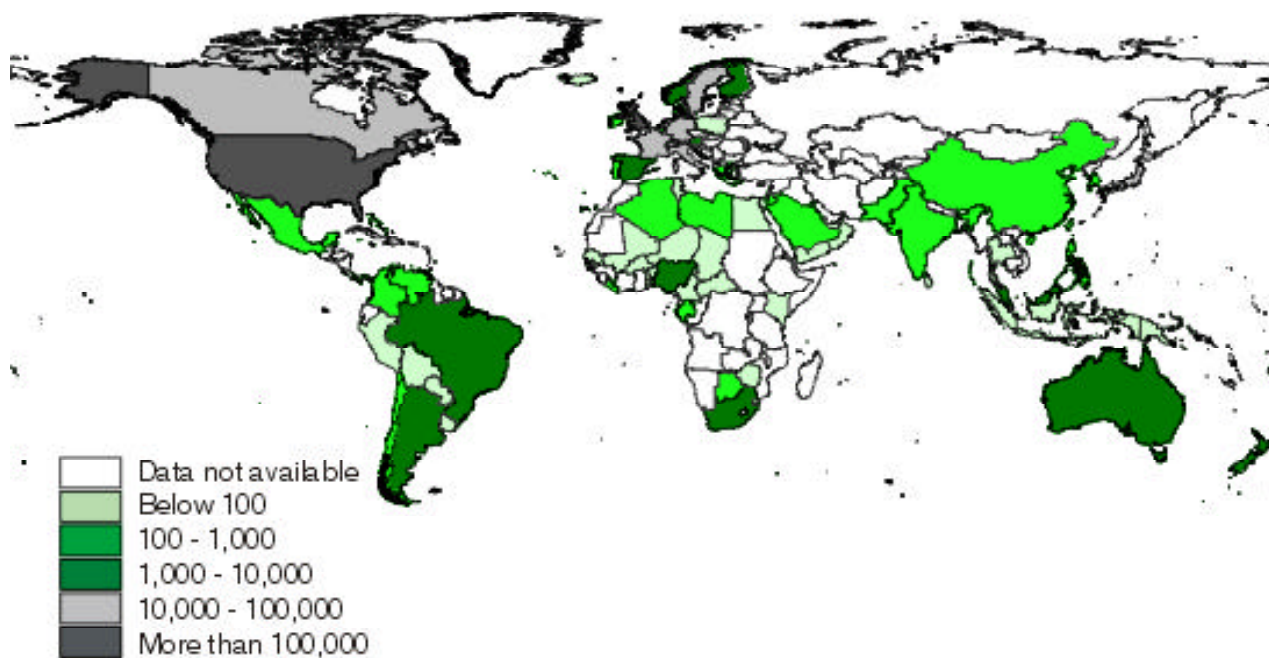 Data not available
Below 100
100 - 1,000
1,000 - 10,000
10,000 - 100,000
More than 100,000